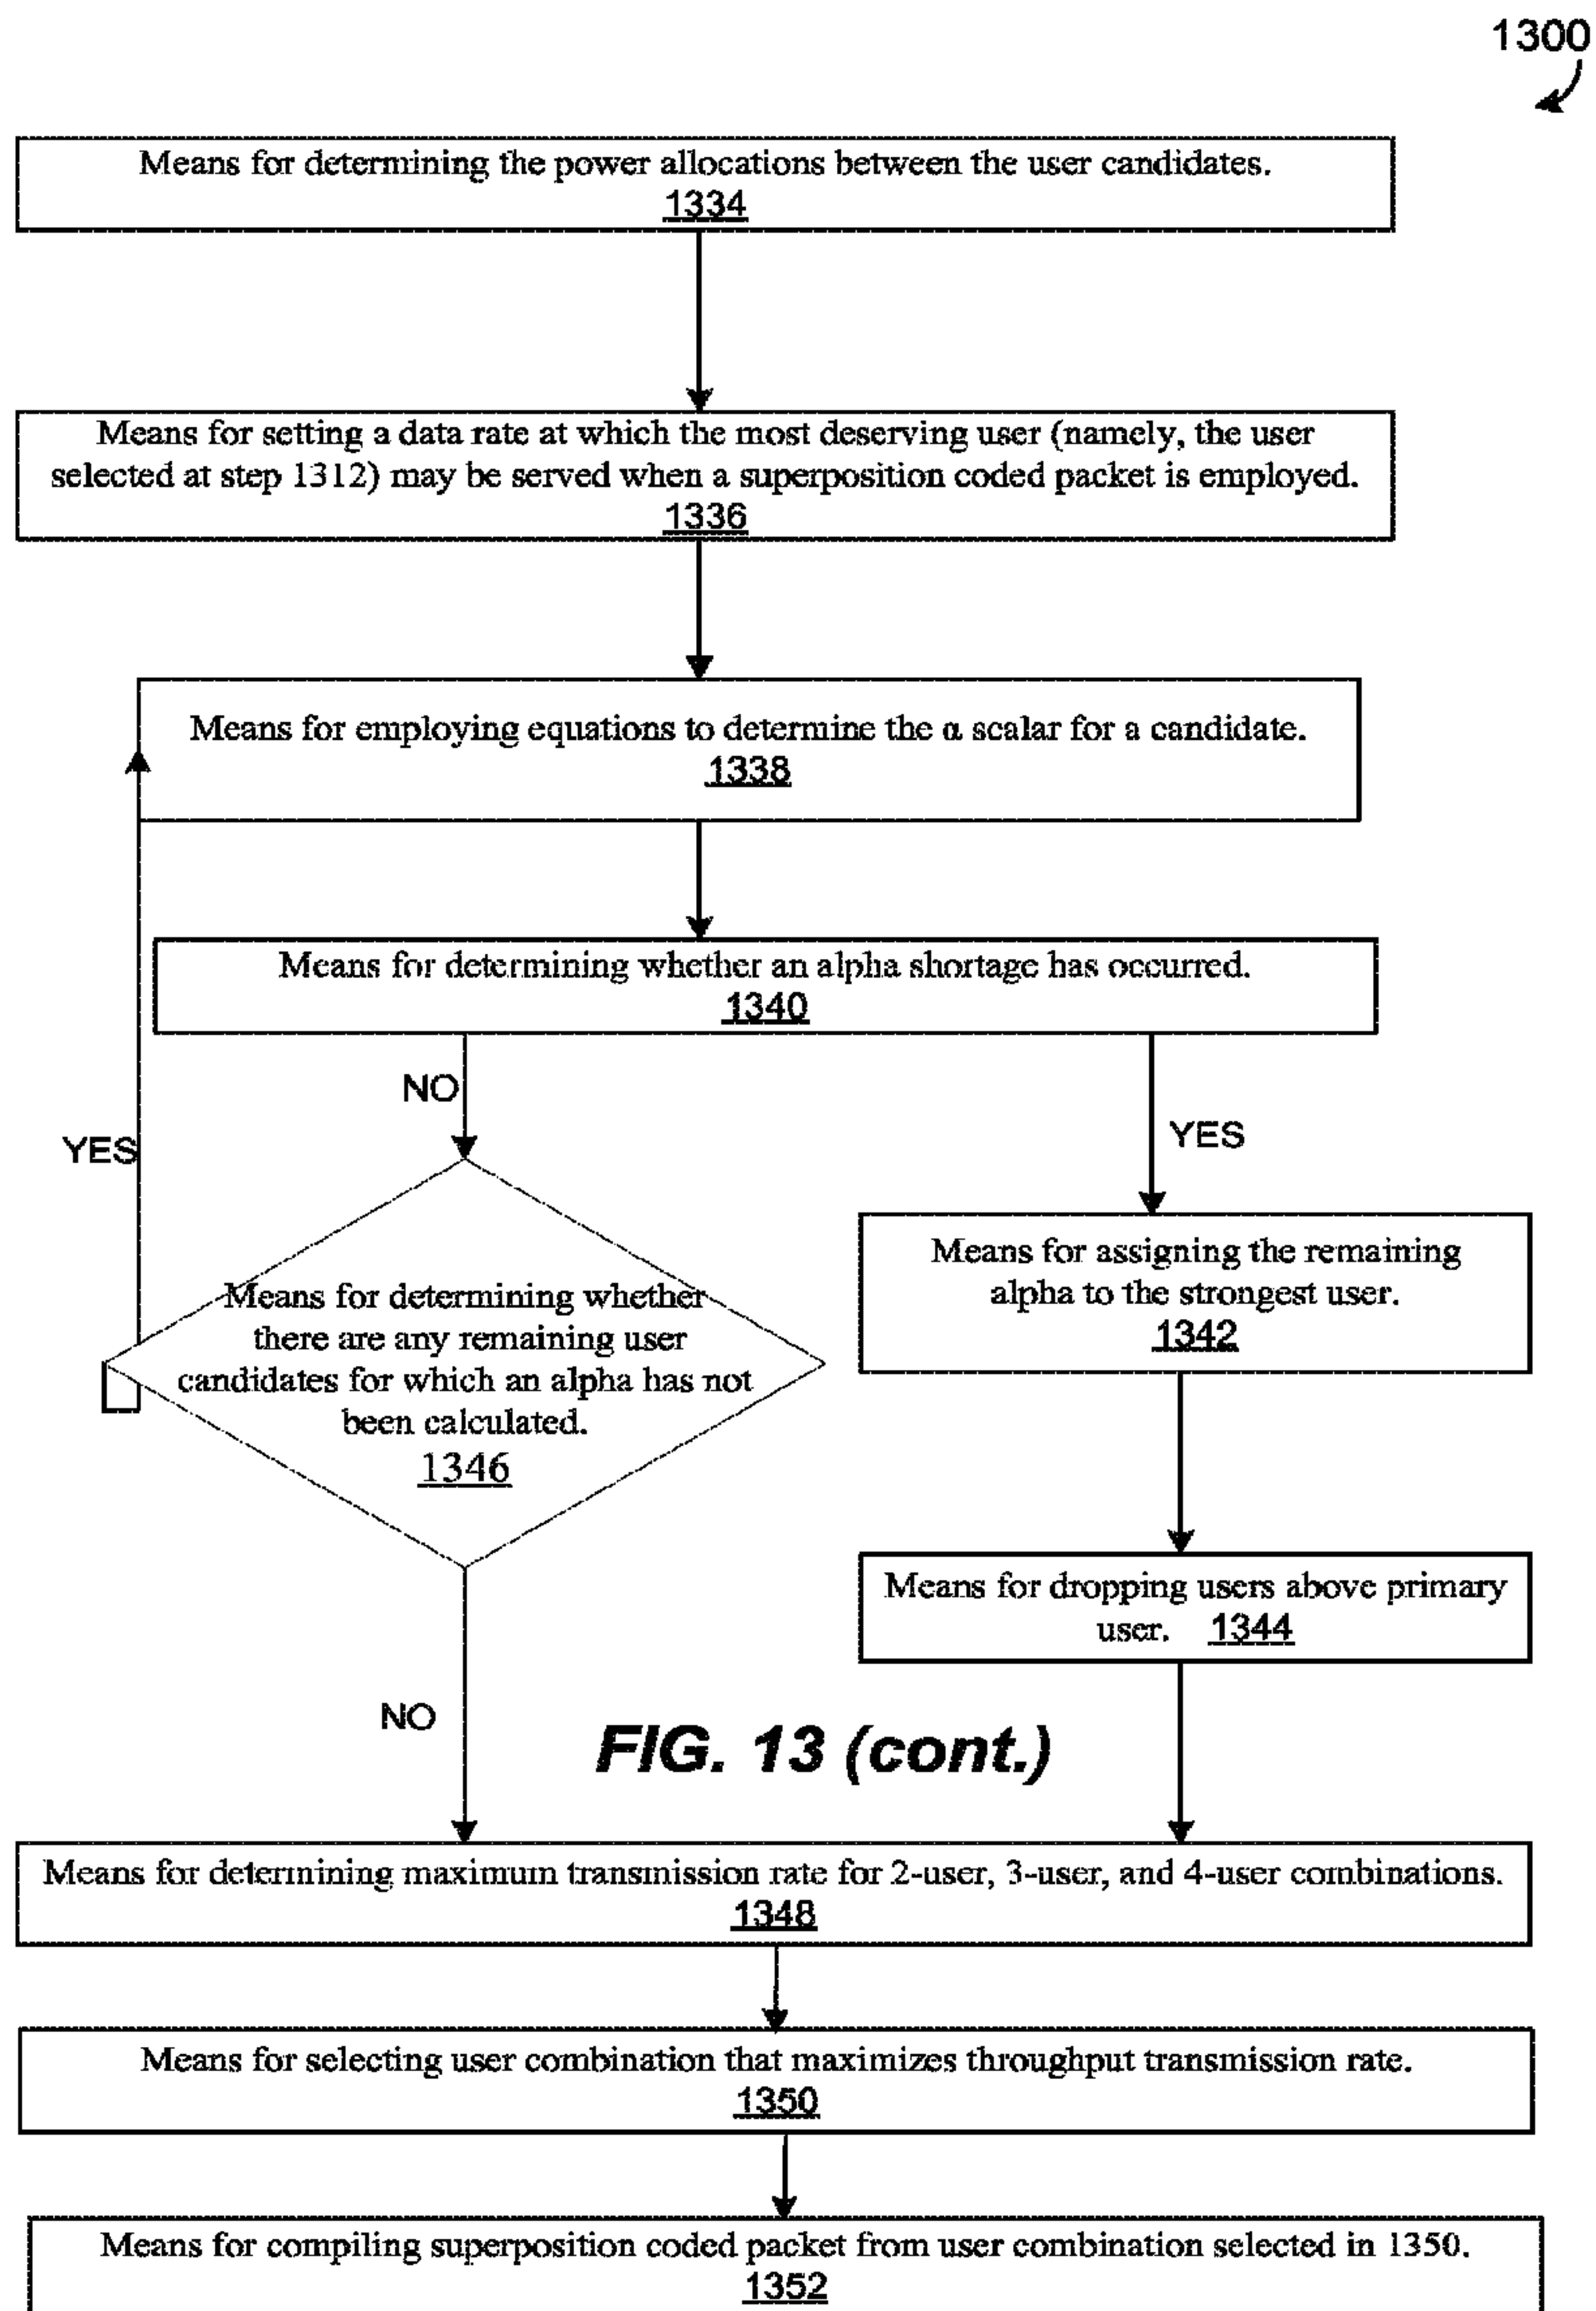 1300
Means for determining the power allocations between the user candidates.
1334
Means for setting a data rate at which the most deserving user (namely, the user
selected at step 1312) may be served when a superposition coded packet is employed.
1336
Means for employing equations to determine the α scalar for a candidate.
1338
Means for determining whether an alpha shortage has occurred.
1340
NO
YES
YES
Means for assigning the remaining
alpha to the strongest user.
1342
Means for determining whether
there are any remaining user
candidates for which an alpha has not
been calculated.
1346
Means for dropping users above primary
user. 1344
NO
FIG. 13 (cont.)
Means for determining maximum transmission rate for 2-user, 3-user, and 4-user combinations.
1348
Means for selecting user combination that maximizes throughput transmission rate.
1350
Means for compiling superposition coded packet from user combination selected in 1350.
1352